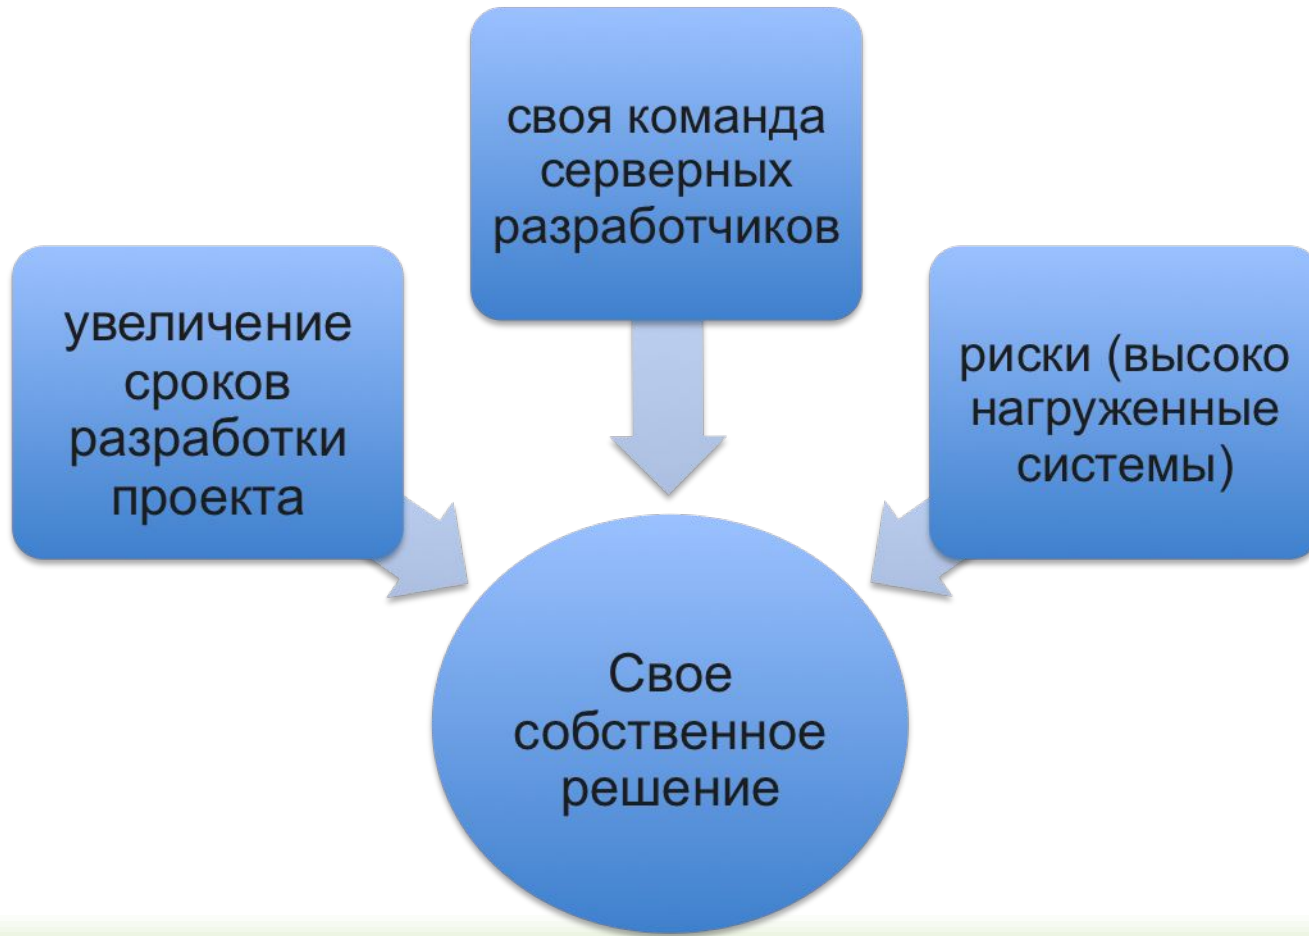 своя команда
серверных
разработчиков
увеличение
сроков
разработки
проекта
риски (высоко
нагруженные
системы)
Свое
собственное
решение